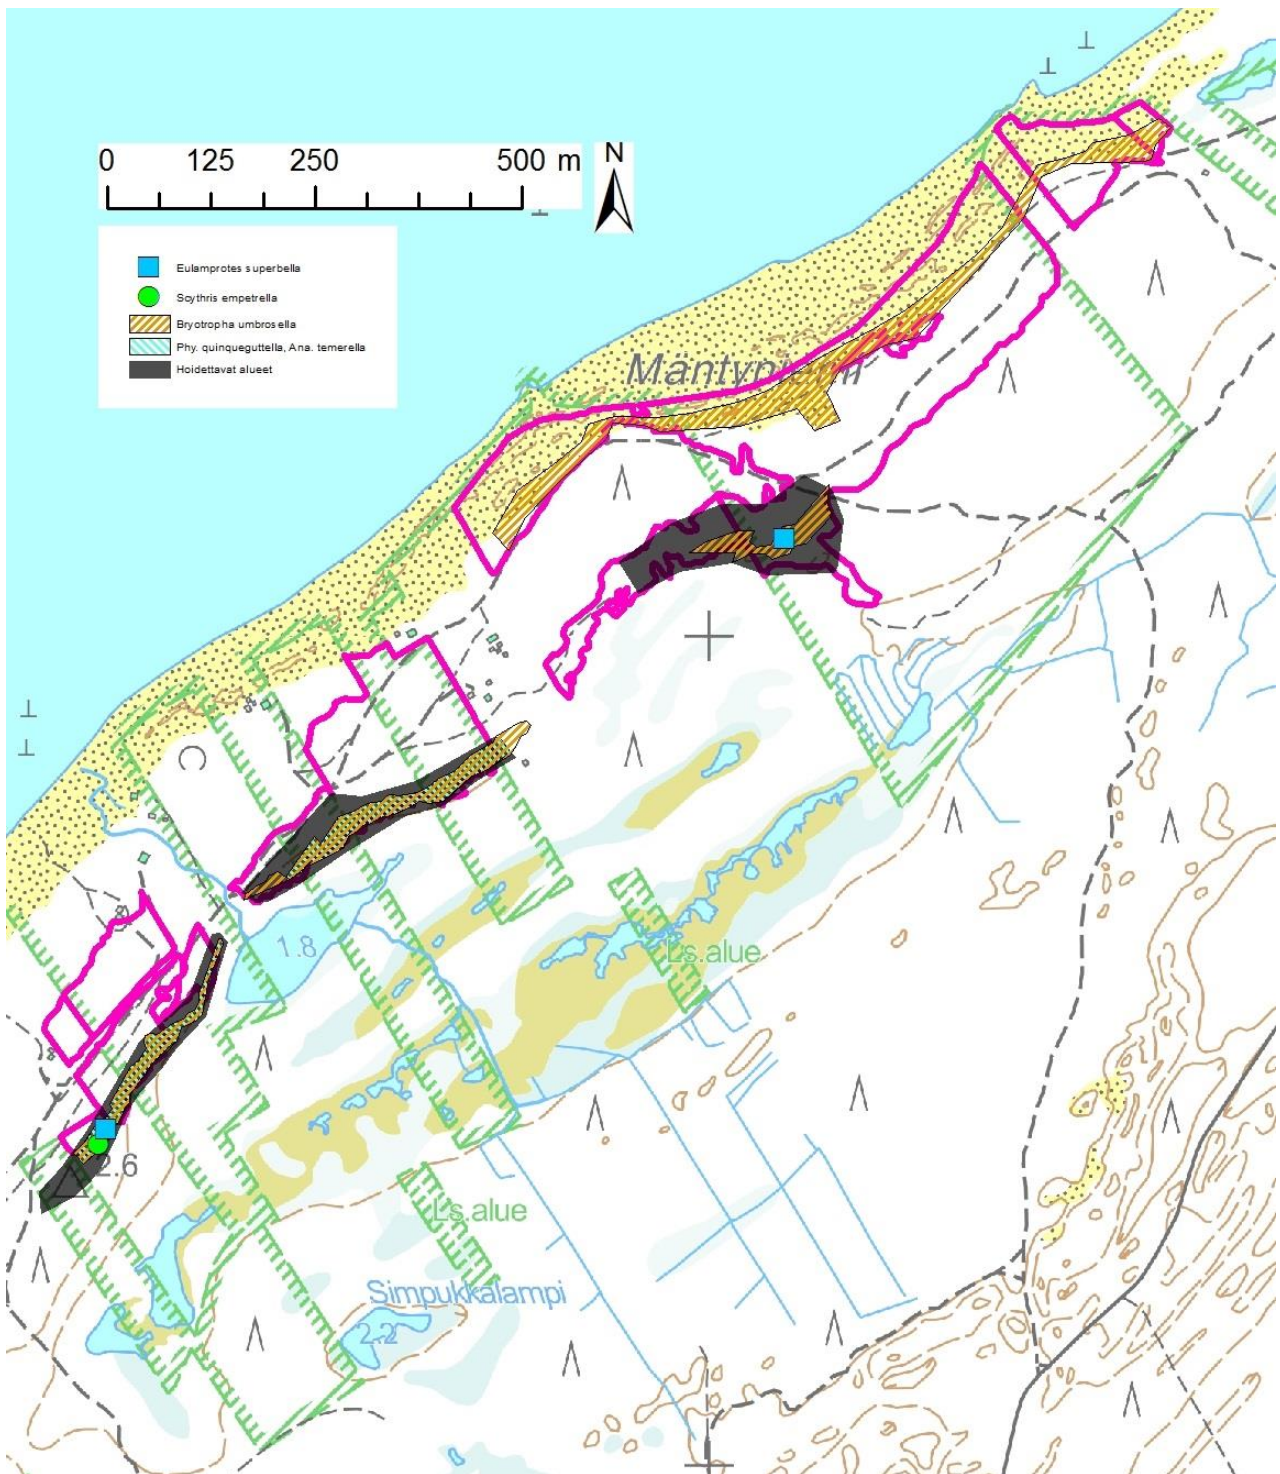 0 125 250 500 m
N
Eulamprotes superbella
Scythris empetrella
Bryotropha umbrosella
Phy. quinqueguttella, Ana. temerella
Hoidettavat alueet
1.8
Ls.alue
2.6
Ls.alue
Simpukkalampi
2.2